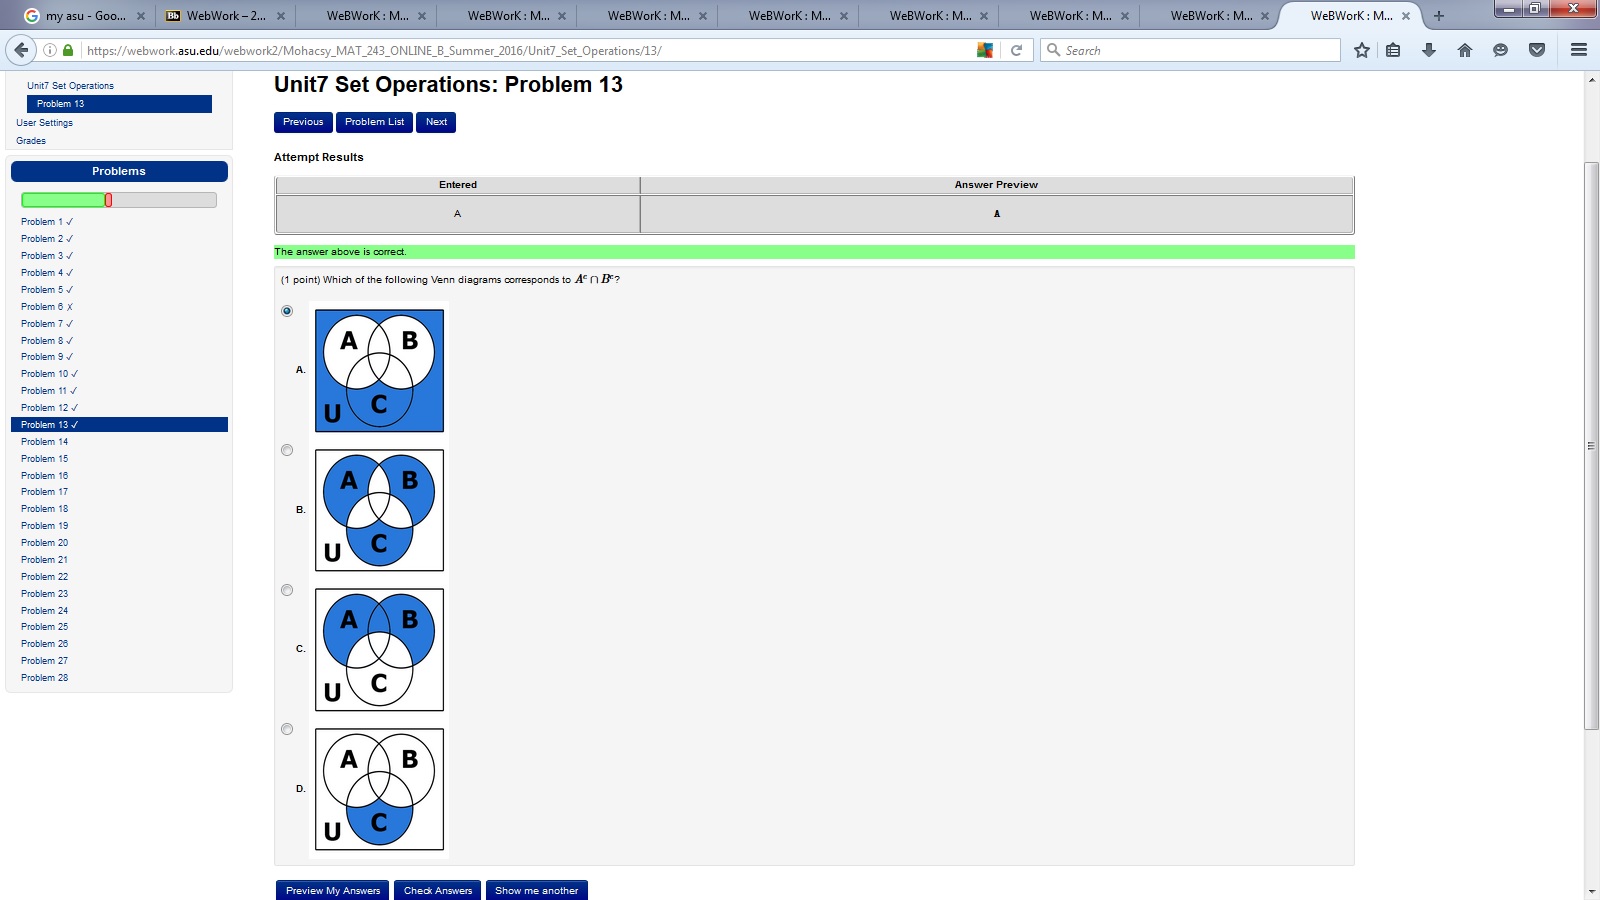 my asu - Goo...
WebWork – 2...
WeBWorK : M...
WeBWorK : M...
WeBWorK : M...
WeBWorK : M...
WeBWorK : M...
WeBWorK : M...
WeBWorK : M...
WeBWorK : M...
https://webwork.asu.edu/webwork2/Mohacsy_MAT_243_ONLINE_B_Summer_2016/Unit7_Set_Operations/13/
Search
Unit7 Set Operations
Problem 13
User Settings
Grades
Problems
Problem 1 ✓
Problem 2 ✓
Problem 3 ✓
Problem 4 ✓
Problem 5 ✓
Problem 6 ✗
Problem 7 ✓
Problem 8 ✓
Problem 9 ✓
Problem 10 ✓
Problem 11 ✓
Problem 12 ✓
Problem 13 ✓
Problem 14
Problem 15
Problem 16
Problem 17
Problem 18
Problem 19
Problem 20
Problem 21
Problem 22
Problem 23
Problem 24
Problem 25
Problem 26
Problem 27
Problem 28
Unit7 Set Operations: Problem 13
Previous Problem List Next
Attempt Results
Entered Answer Preview
A A
The answer above is correct.
(1 point) Which of the following Venn diagrams corresponds to Aᶜ ∩ Bᶜ?
A.
A B
U C
B.
A B
U C
C.
A B
U C
D.
A B
U C
Preview My Answers Check Answers Show me another